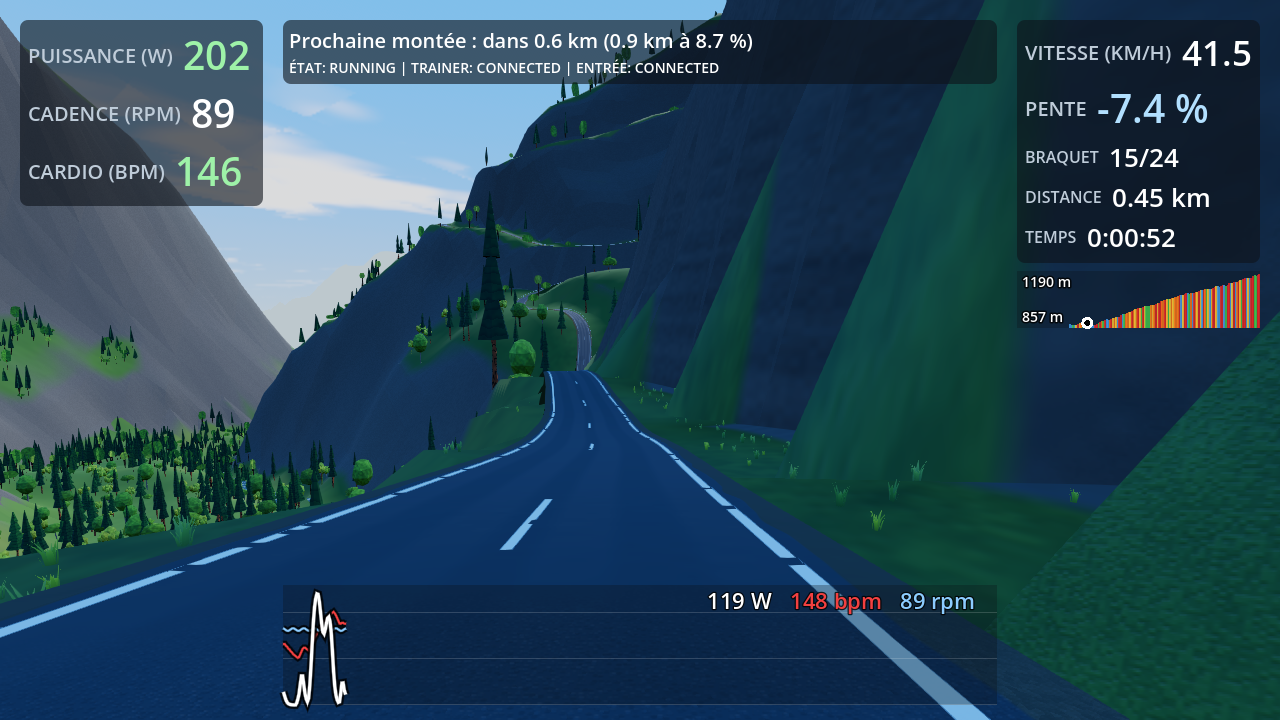 PUISSANCE (W) 202
CADENCE (RPM) 89
CARDIO (BPM) 146
Prochaine montée : dans 0.6 km (0.9 km à 8.7 %)
ÉTAT: RUNNING | TRAINER: CONNECTED | ENTRÉE: CONNECTED
VITESSE (KM/H) 41.5
PENTE -7.4 %
BRAQUET 15/24
DISTANCE 0.45 km
TEMPS 0:00:52
1190 m
857 m
119 W 148 bpm 89 rpm